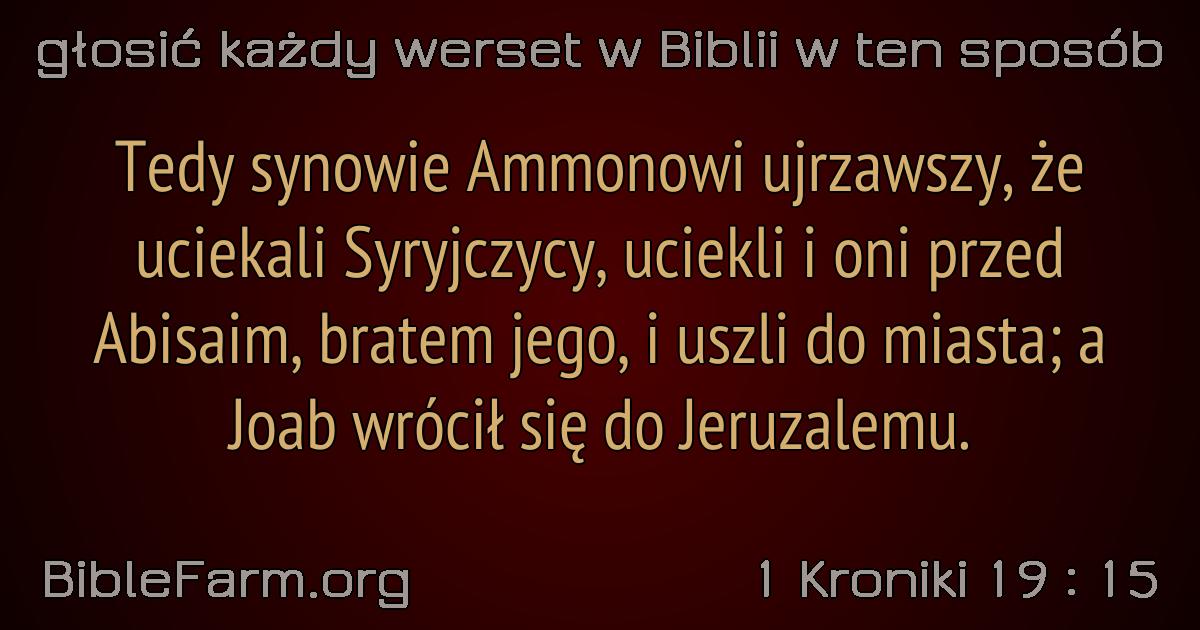 głosić każdy werset w Biblii w ten sposób
Tedy synowie Ammonowi ujrzawszy, że
uciekali Syryjczycy, uciekli i oni przed
Abisaim, bratem jego, i uszli do miasta; a
Joab wrócił się do Jeruzalemu.
BibleFarm.org
1 Kroniki 19 : 15